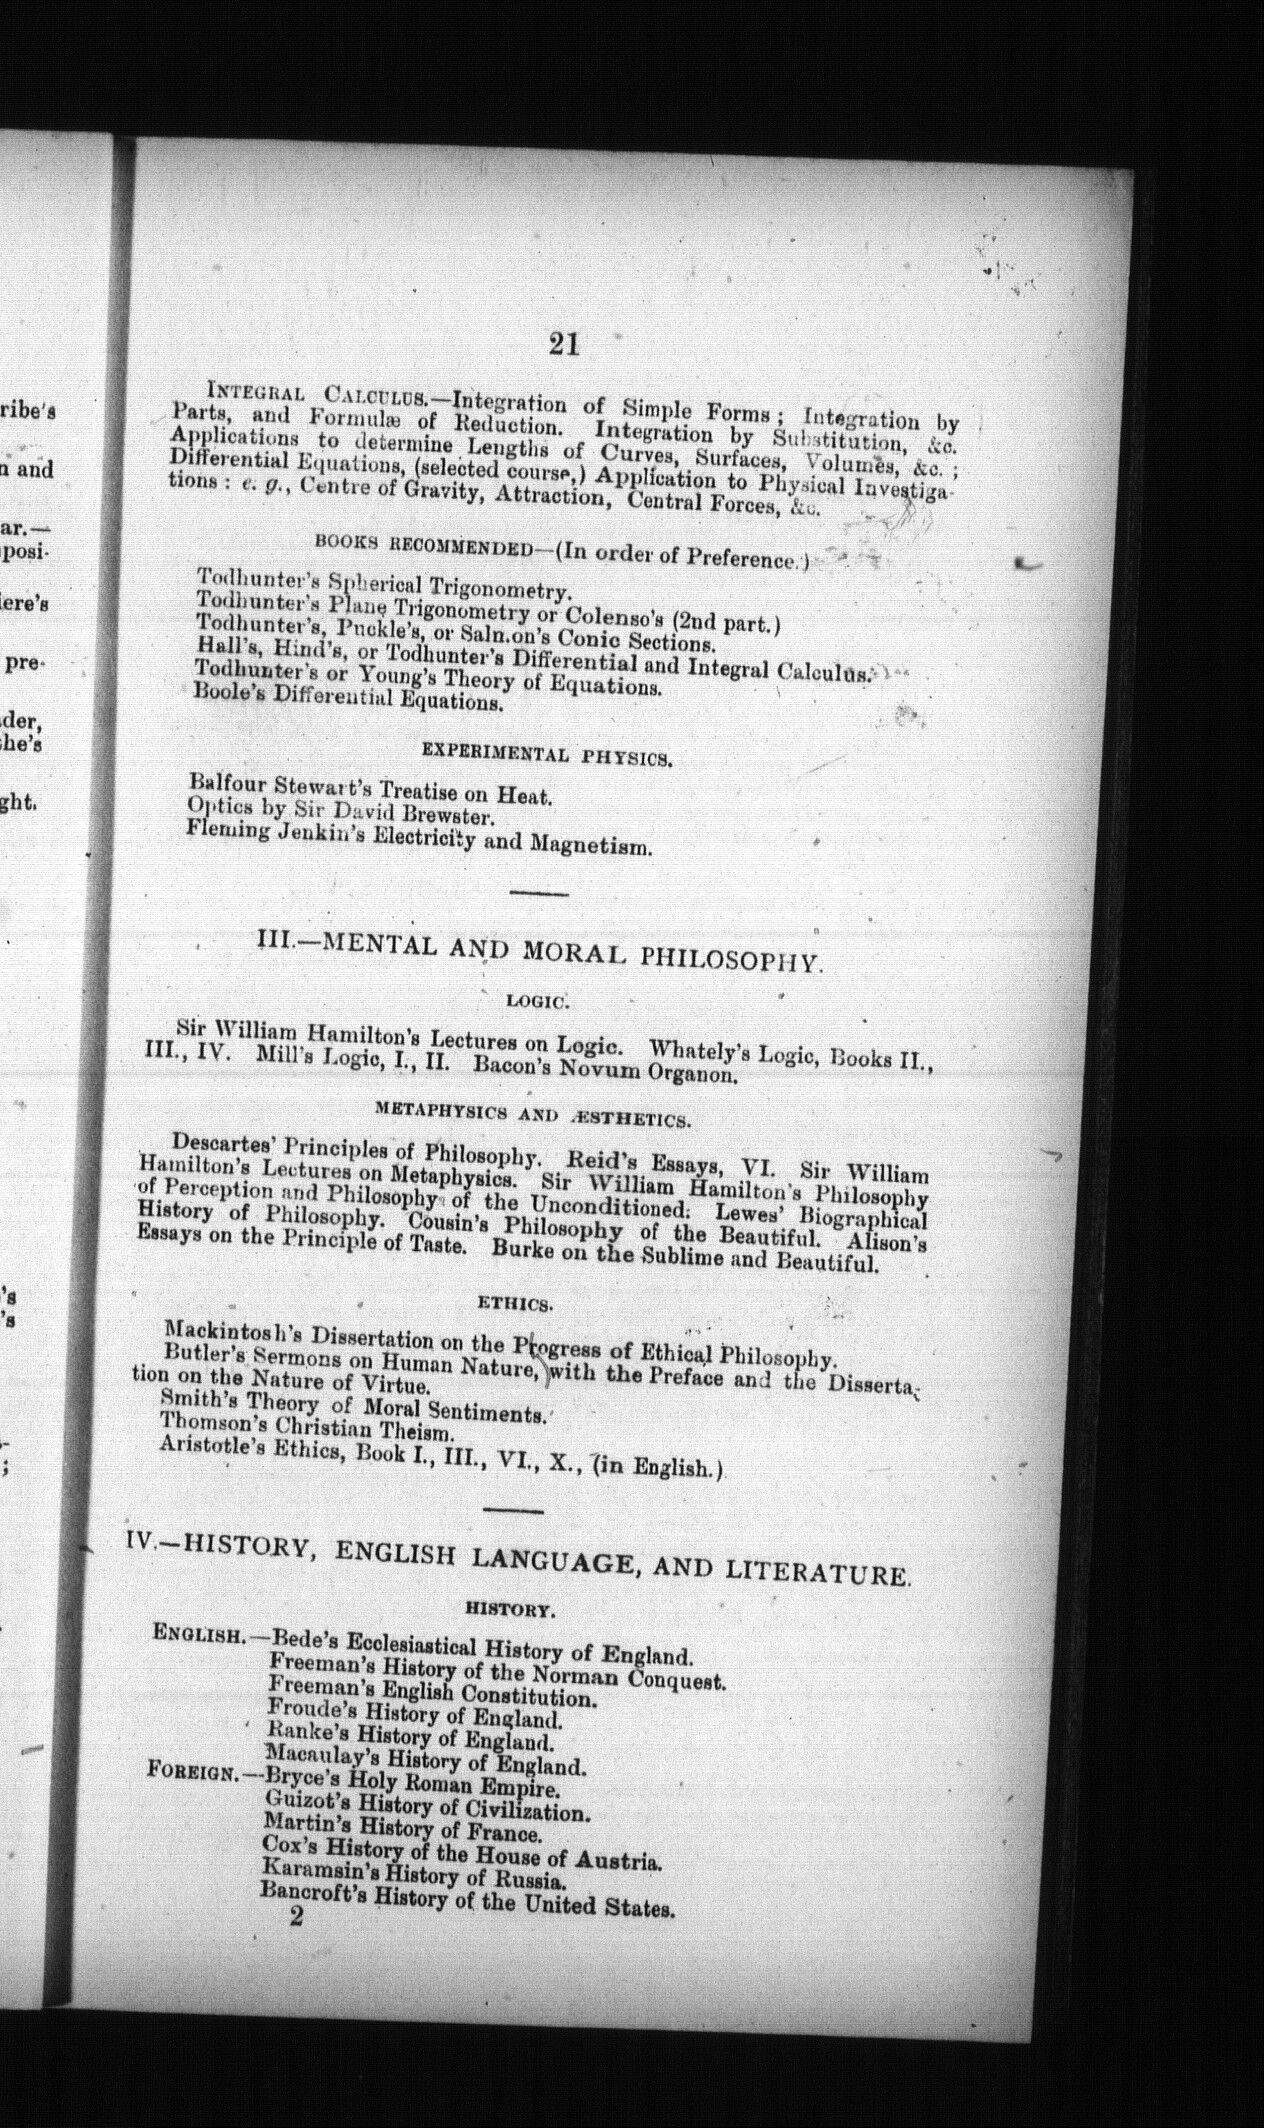 ribe's
n and
ar.—
posi-
iere's
pre-
der,
he's
ght.
's
's
;
21
INTEGRAL CALCULUS.—Integration of Simple Forms; Integration by
Parts, and Formulæ of Reduction. Integration by Substitution, &c.
Applications to determine Lengths of Curves, Surfaces, Volumes, &c.;
Differential Equations, (selected course,) Application to Physical Investiga-
tions: e. g., Centre of Gravity, Attraction, Central Forces, &c.
BOOKS RECOMMENDED—(In order of Preference.)
Todhunter's Spherical Trigonometry.
Todhunter's Plane Trigonometry or Colenso's (2nd part.)
Todhunter's, Puckle's, or Salmon's Conic Sections.
Hall's, Hind's, or Todhunter's Differential and Integral Calculus.
Todhunter's or Young's Theory of Equations.
Boole's Differential Equations.
EXPERIMENTAL PHYSICS.
Balfour Stewart's Treatise on Heat.
Optics by Sir David Brewster.
Fleming Jenkin's Electricity and Magnetism.
III.—MENTAL AND MORAL PHILOSOPHY.
LOGIC.
Sir William Hamilton's Lectures on Logic. Whately's Logic, Books II.,
III., IV. Mill's Logic, I., II. Bacon's Novum Organon.
METAPHYSICS AND ÆSTHETICS.
Descartes' Principles of Philosophy. Reid's Essays, VI. Sir William
Hamilton's Lectures on Metaphysics. Sir William Hamilton's Philosophy
of Perception and Philosophy of the Unconditioned. Lewes' Biographical
History of Philosophy. Cousin's Philosophy of the Beautiful. Alison's
Essays on the Principle of Taste. Burke on the Sublime and Beautiful.
ETHICS.
Mackintosh's Dissertation on the Progress of Ethical Philosophy.
Butler's Sermons on Human Nature, with the Preface and the Disserta-
tion on the Nature of Virtue.
Smith's Theory of Moral Sentiments.
Thomson's Christian Theism.
Aristotle's Ethics, Book I., III., VI., X., (in English.)
IV.—HISTORY, ENGLISH LANGUAGE, AND LITERATURE.
HISTORY.
ENGLISH.—Bede's Ecclesiastical History of England.
Freeman's History of the Norman Conquest.
Freeman's English Constitution.
Froude's History of England.
Ranke's History of England.
Macaulay's History of England.
FOREIGN.—Bryce's Holy Roman Empire.
Guizot's History of Civilization.
Martin's History of France.
Cox's History of the House of Austria.
Karamsin's History of Russia.
Bancroft's History of the United States.
2